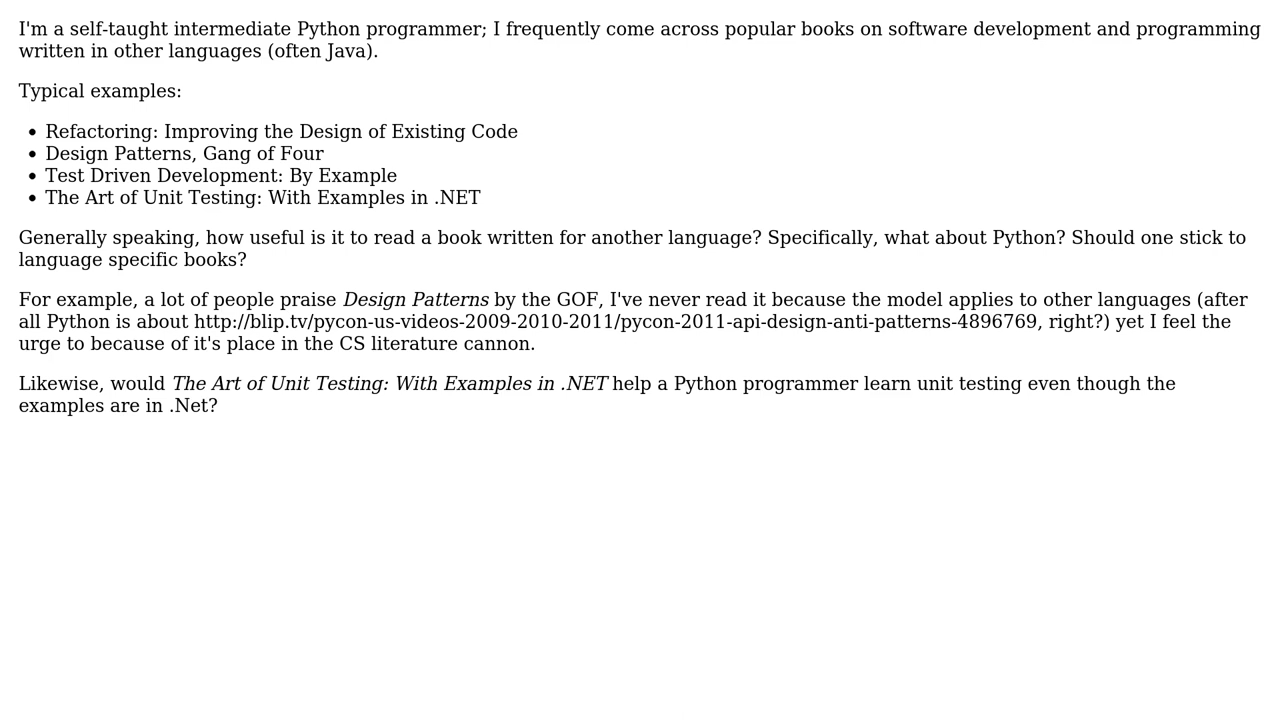 I'm a self-taught intermediate Python programmer; I frequently come across popular books on software development and programming
written in other languages (often Java).
Typical examples:
• Refactoring: Improving the Design of Existing Code
• Design Patterns, Gang of Four
• Test Driven Development: By Example
• The Art of Unit Testing: With Examples in .NET
Generally speaking, how useful is it to read a book written for another language? Specifically, what about Python? Should one stick to
language specific books?
For example, a lot of people praise Design Patterns by the GOF, I've never read it because the model applies to other languages (after
all Python is about http://blip.tv/pycon-us-videos-2009-2010-2011/pycon-2011-api-design-anti-patterns-4896769, right?) yet I feel the
urge to because of it's place in the CS literature cannon.
Likewise, would The Art of Unit Testing: With Examples in .NET help a Python programmer learn unit testing even though the
examples are in .Net?